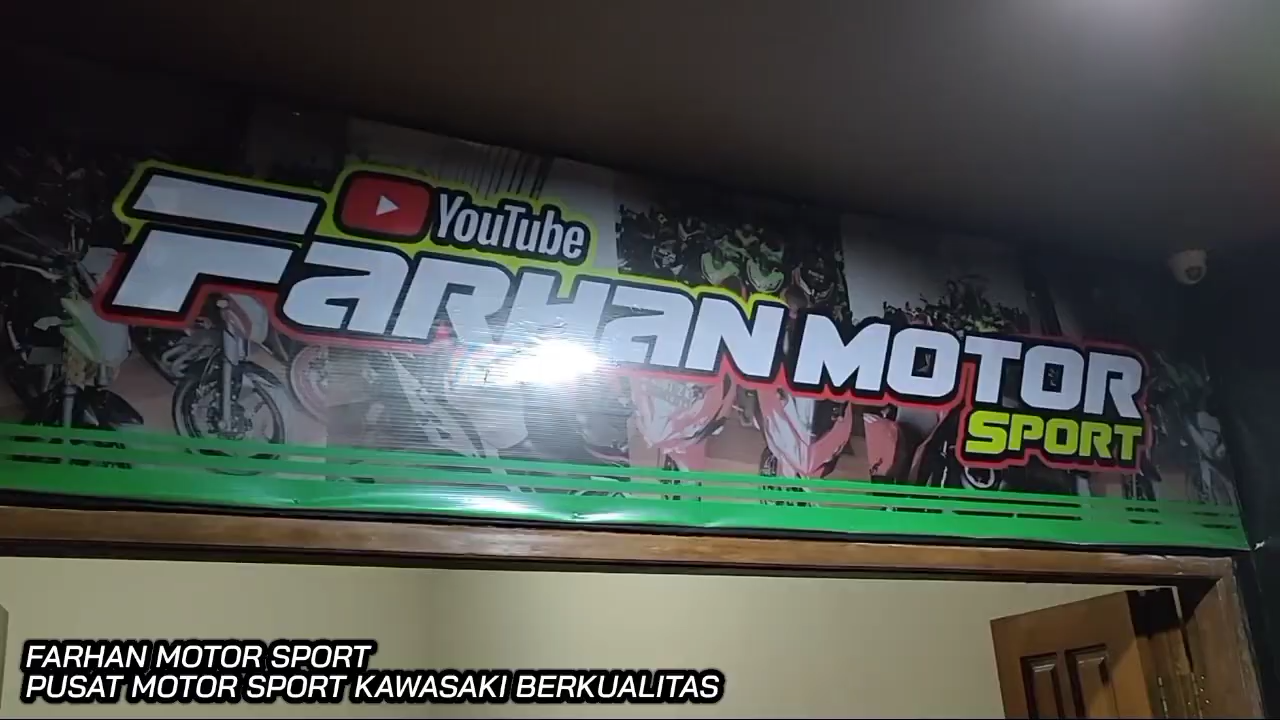 YouTube
FARHAN MOTOR
SPORT
FARHAN MOTOR SPORT
PUSAT MOTOR SPORT KAWASAKI BERKUALITAS